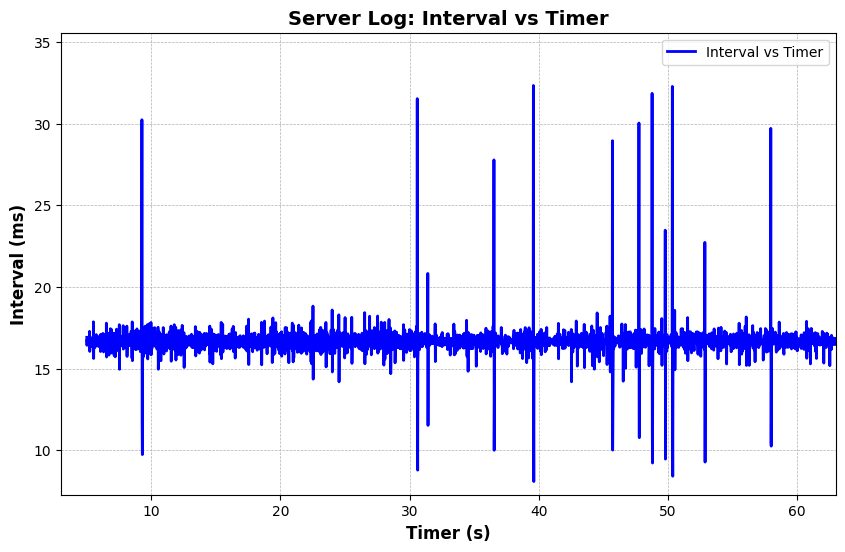 Server Log: Interval vs Timer
Interval vs Timer
35
30
25
20
15
10
Interval (ms)
10 20 30 40 50 60
Timer (s)